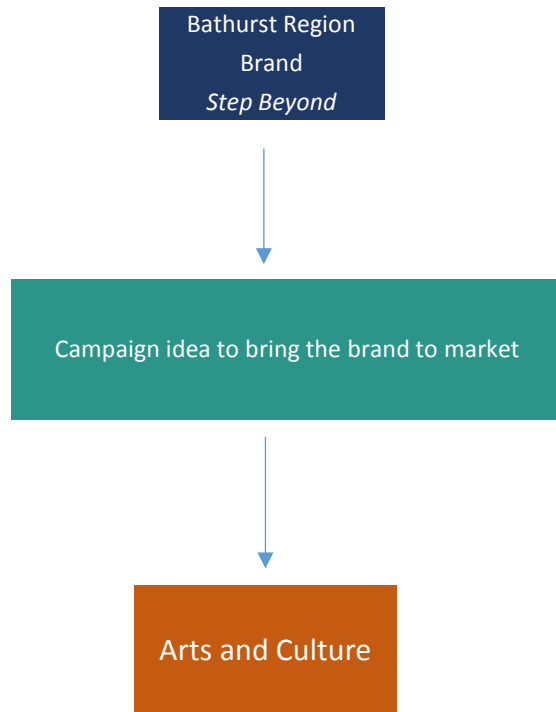 Bathurst Region
Brand
Step Beyond
Campaign idea to bring the brand to market
Arts and Culture